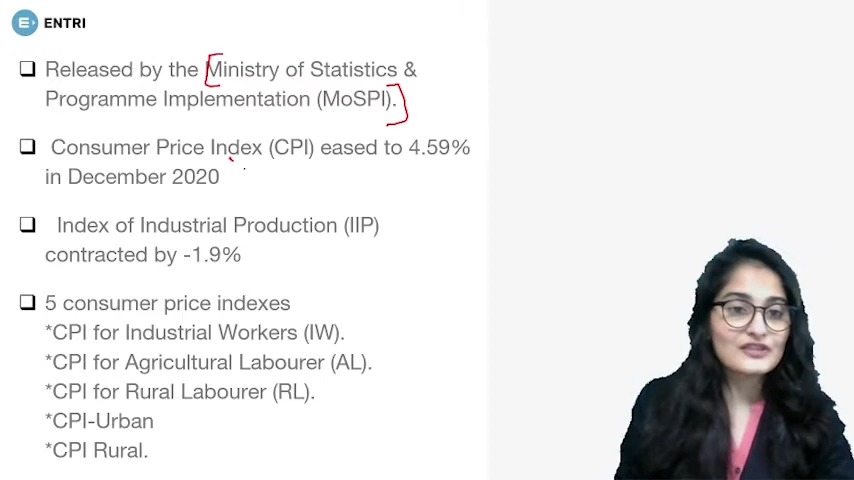 ENTRI
Released by the Ministry of Statistics &
Programme Implementation (MoSPI).
Consumer Price Index (CPI) eased to 4.59%
in December 2020
Index of Industrial Production (IIP)
contracted by -1.9%
5 consumer price indexes
*CPI for Industrial Workers (IW).
*CPI for Agricultural Labourer (AL).
*CPI for Rural Labourer (RL).
*CPI-Urban
*CPI Rural.